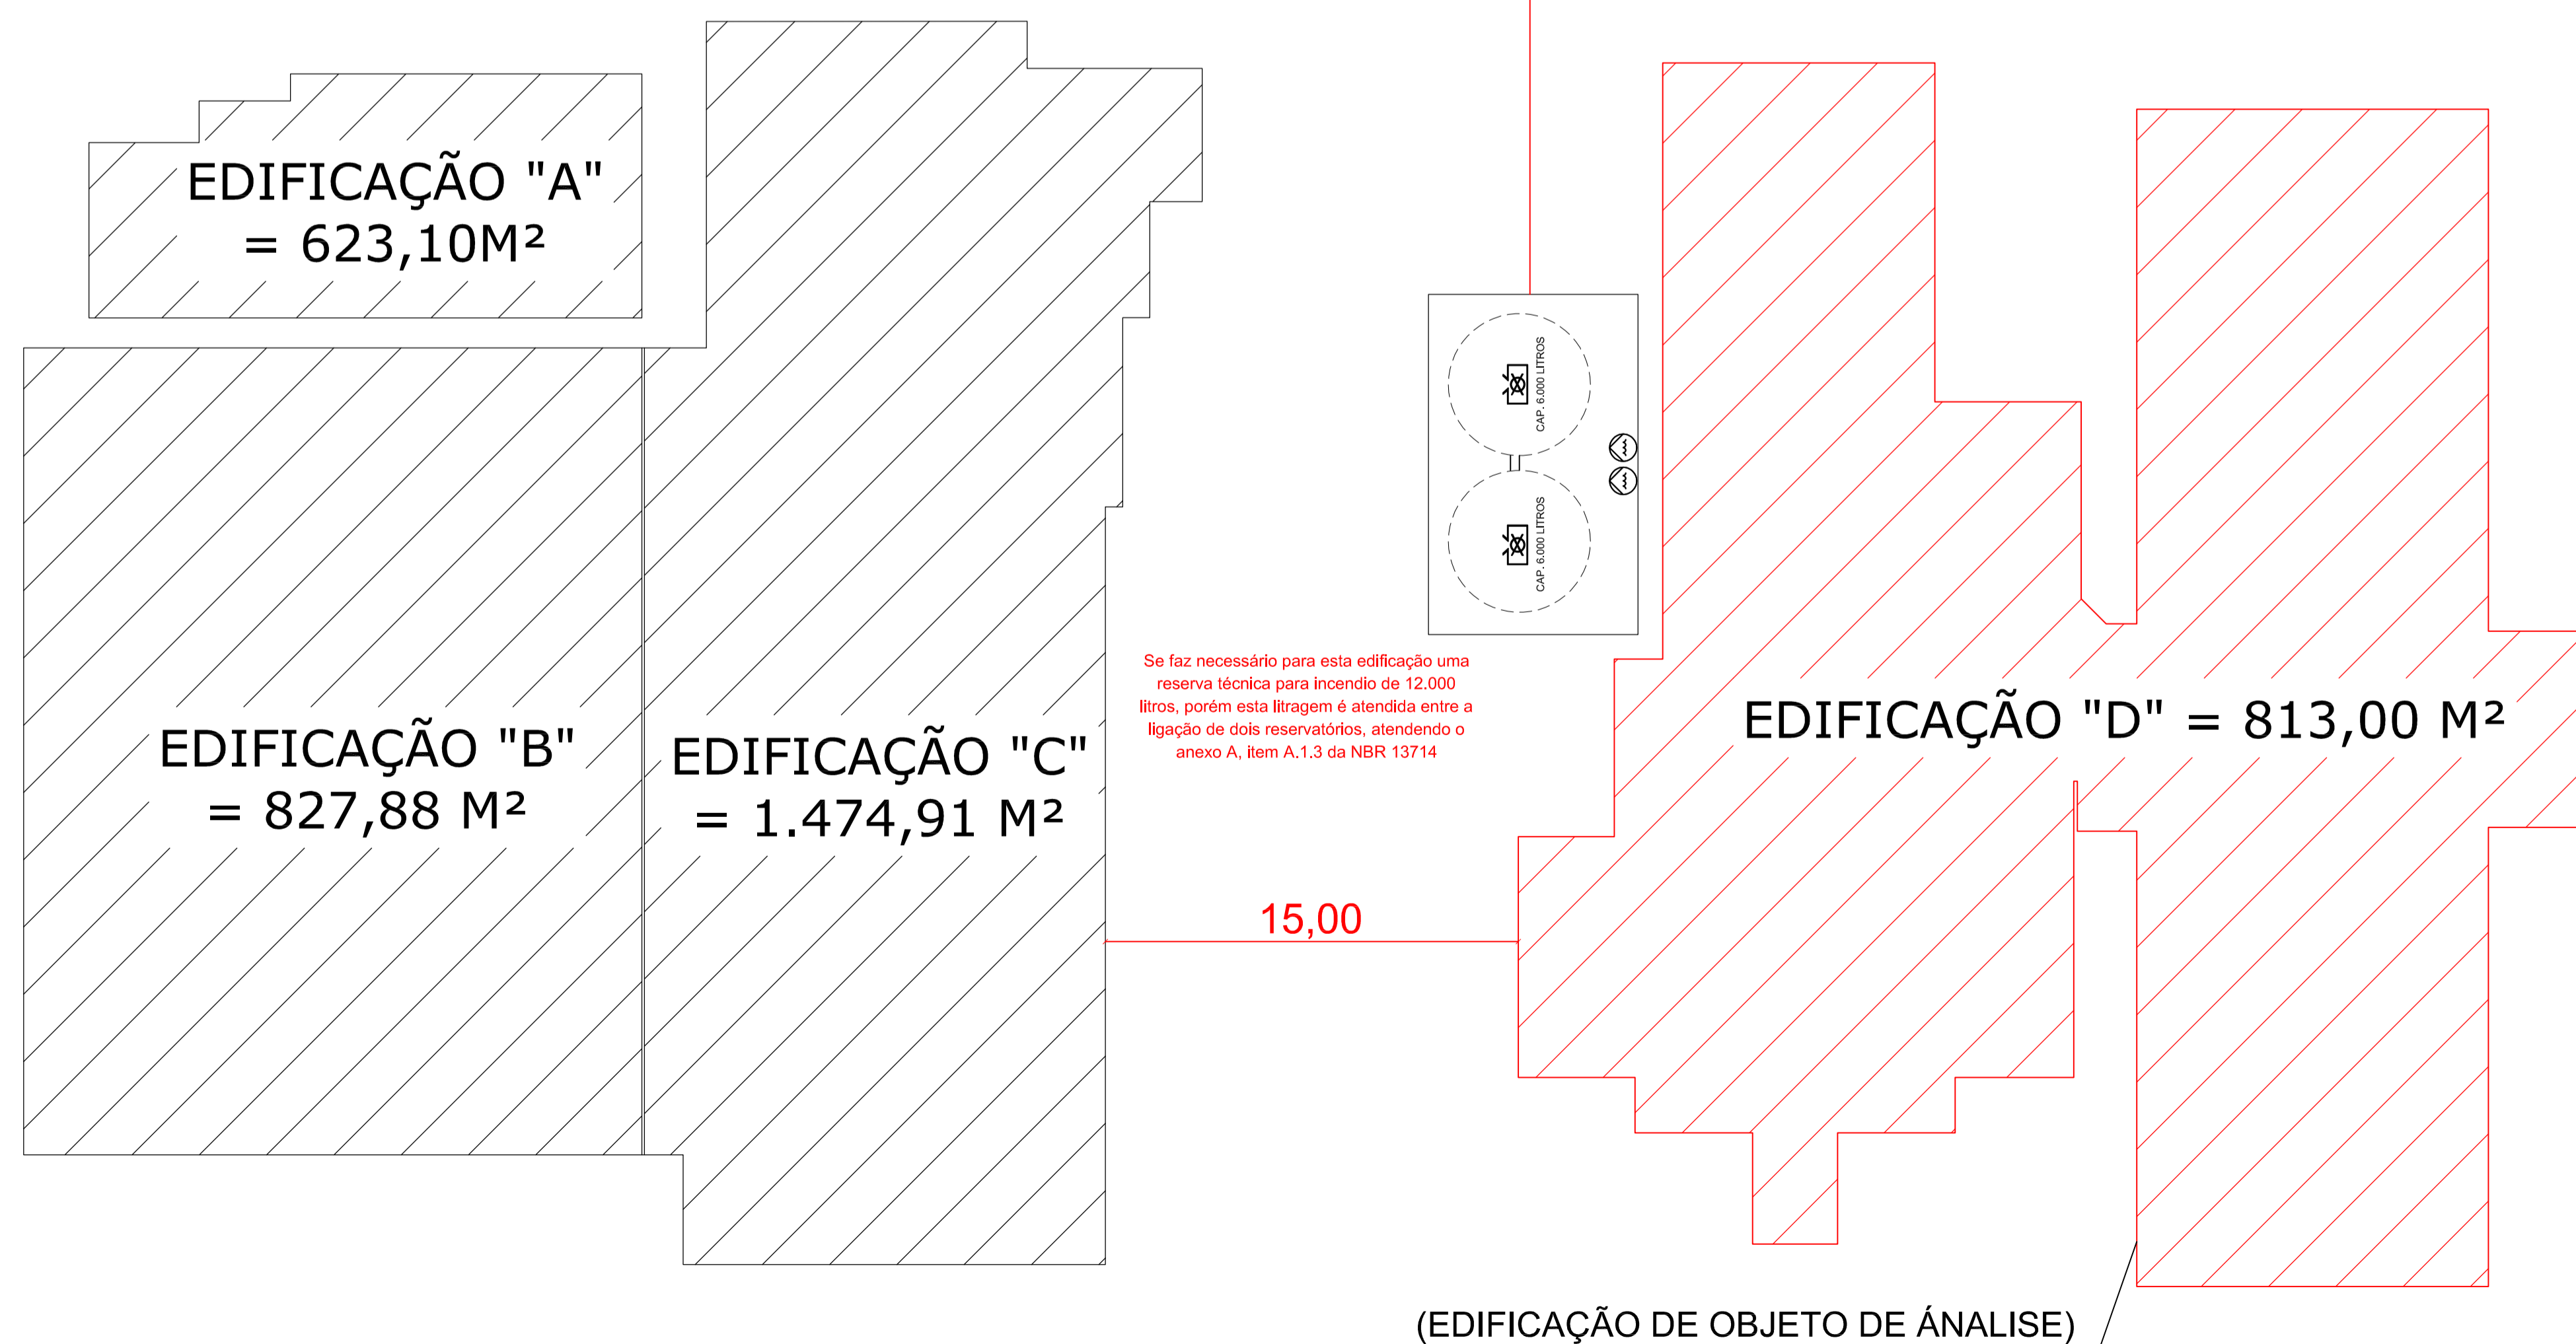 EDIFICAÇÃO "A"
= 623,10M²
EDIFICAÇÃO "B"
= 827,88 M²
EDIFICAÇÃO "C"
= 1.474,91 M²
CAP. 6.000 LITROS
CAP. 6.000 LITROS
Se faz necessário para esta edificação uma
reserva técnica para incendio de 12.000
litros, porém esta litragem é atendida entre a
ligação de dois reservatórios, atendendo o
anexo A, item A.1.3 da NBR 13714
15,00
EDIFICAÇÃO "D" = 813,00 M²
(EDIFICAÇÃO DE OBJETO DE ÁNALISE)